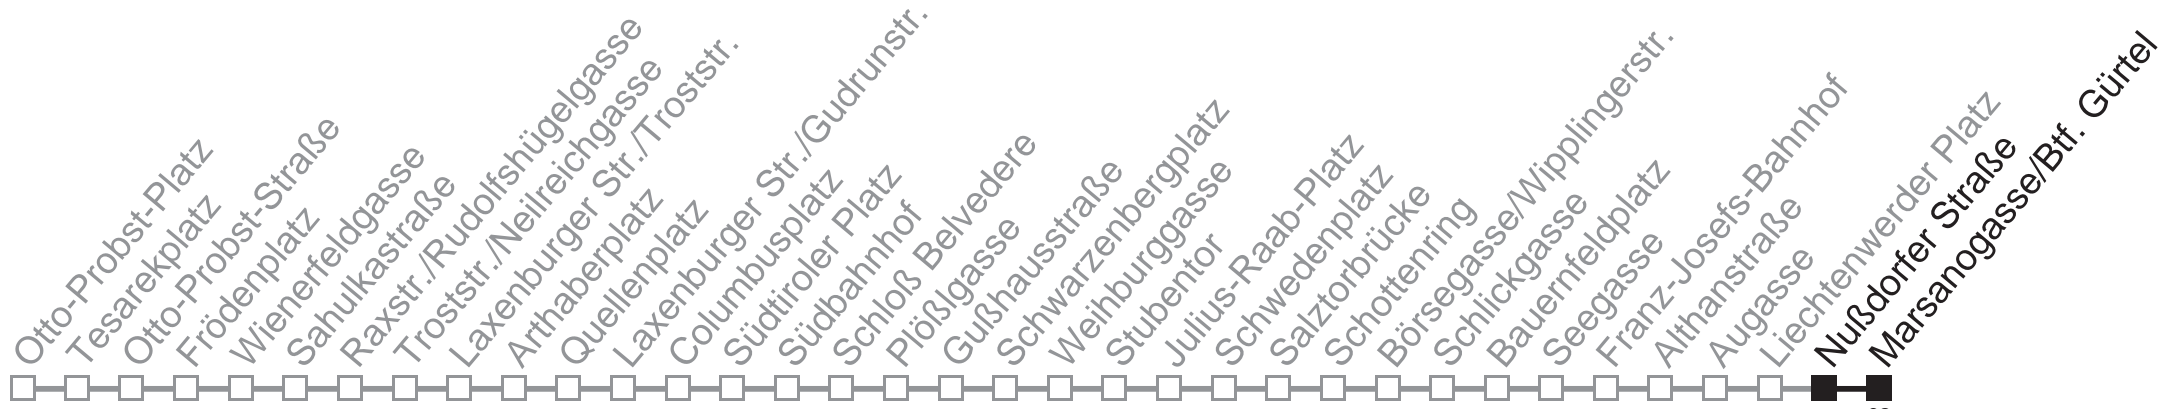 Otto-Probst-Platz
Tesarekplatz
Otto-Probst-Straße
Frödenplatz
Wienerfeldgasse
Sahulkastraße
Raxstr./Rudolfshügelgasse
Troststr./Neilreichgasse
Laxenburger Str./Troststr.
Arthaberplatz
Quellenplatz
Laxenburger Str./Gudrunstr.
Columbusplatz
Südtiroler Platz
Südbahnhof
Schloß Belvedere
Plößlgasse
Gußhausstraße
Schwarzenbergplatz
Weihburggasse
Stubentor
Julius-Raab-Platz
Schwedenplatz
Salztorbrücke
Schottenring
Börsegasse/Wipplingerstr.
Schlickgasse
Bauernfeldplatz
Seegasse
Franz-Josefs-Bahnhof
Althanstraße
Augasse
Liechtenwerder Platz
Nußdorfer Straße
Marsanogasse/Btf. Gürtel